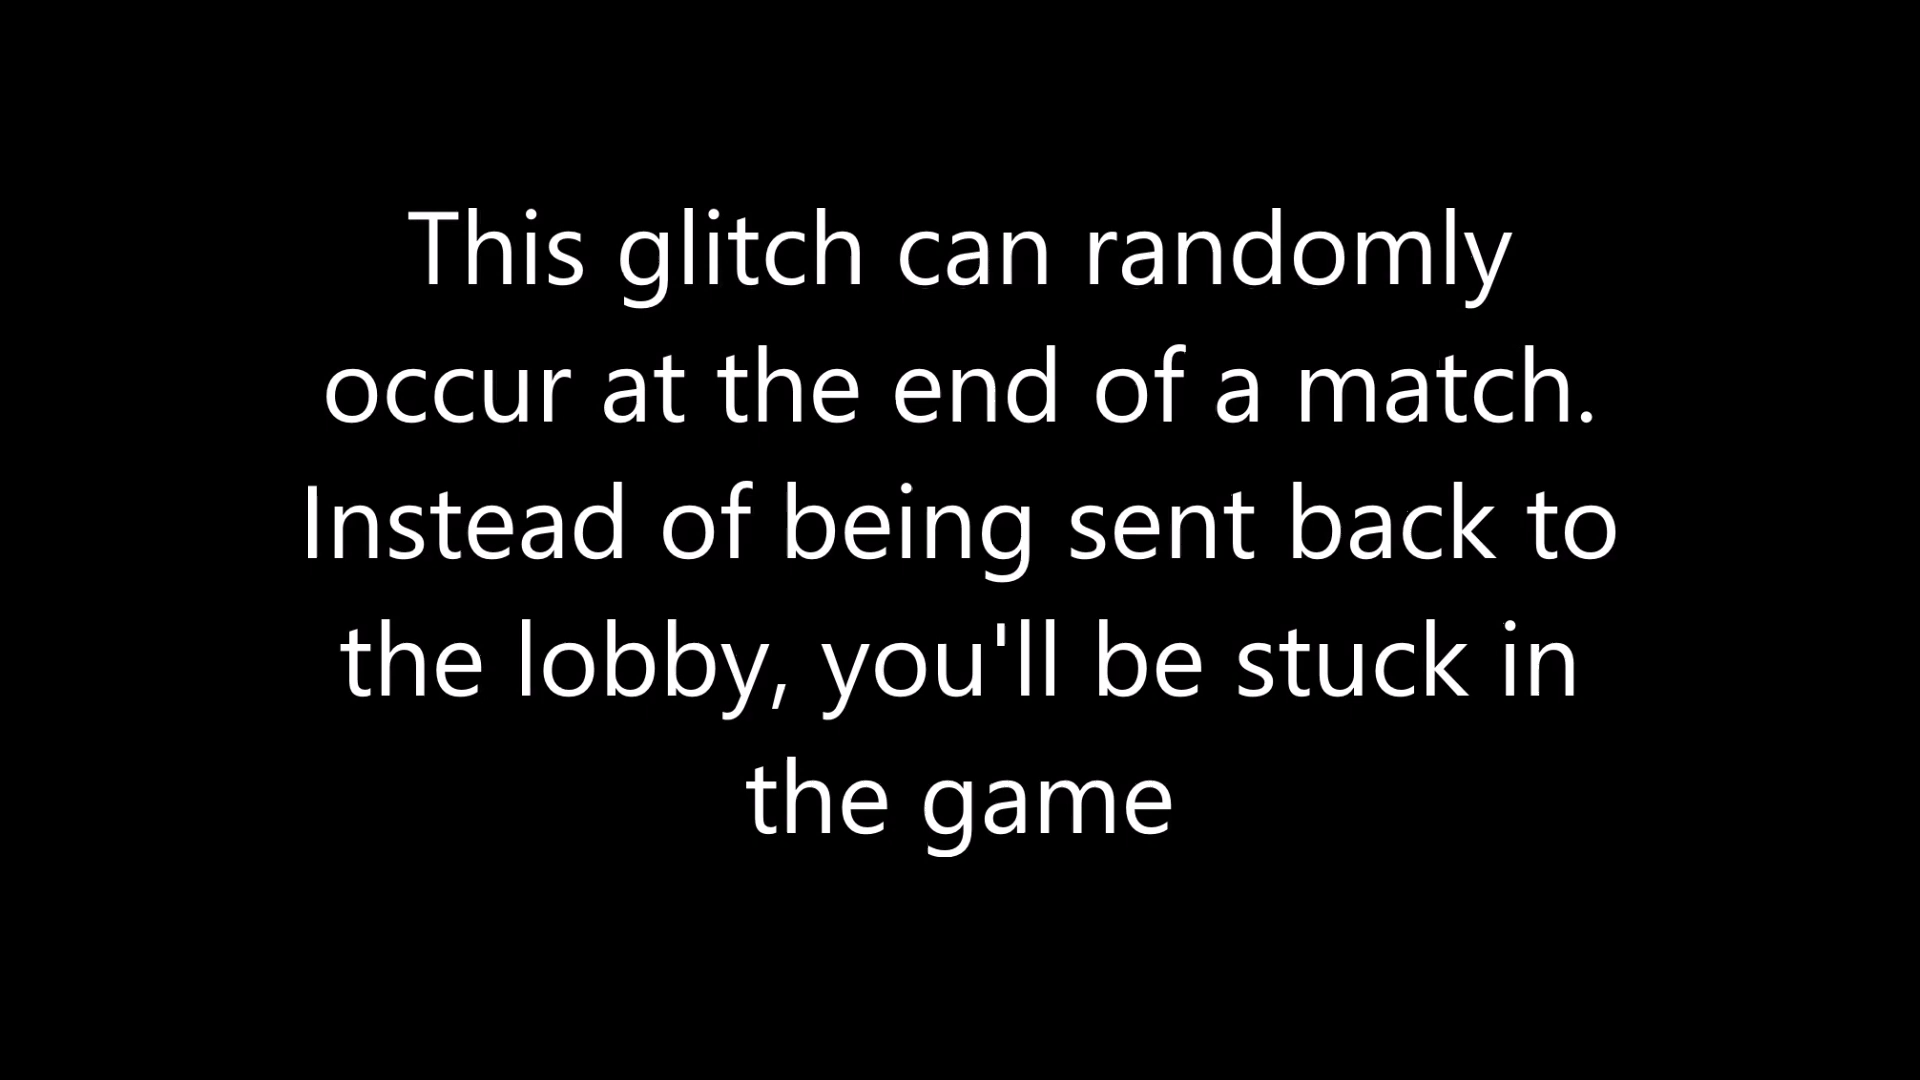 This glitch can randomly
occur at the end of a match.
Instead of being sent back to
the lobby, you'll be stuck in
the game